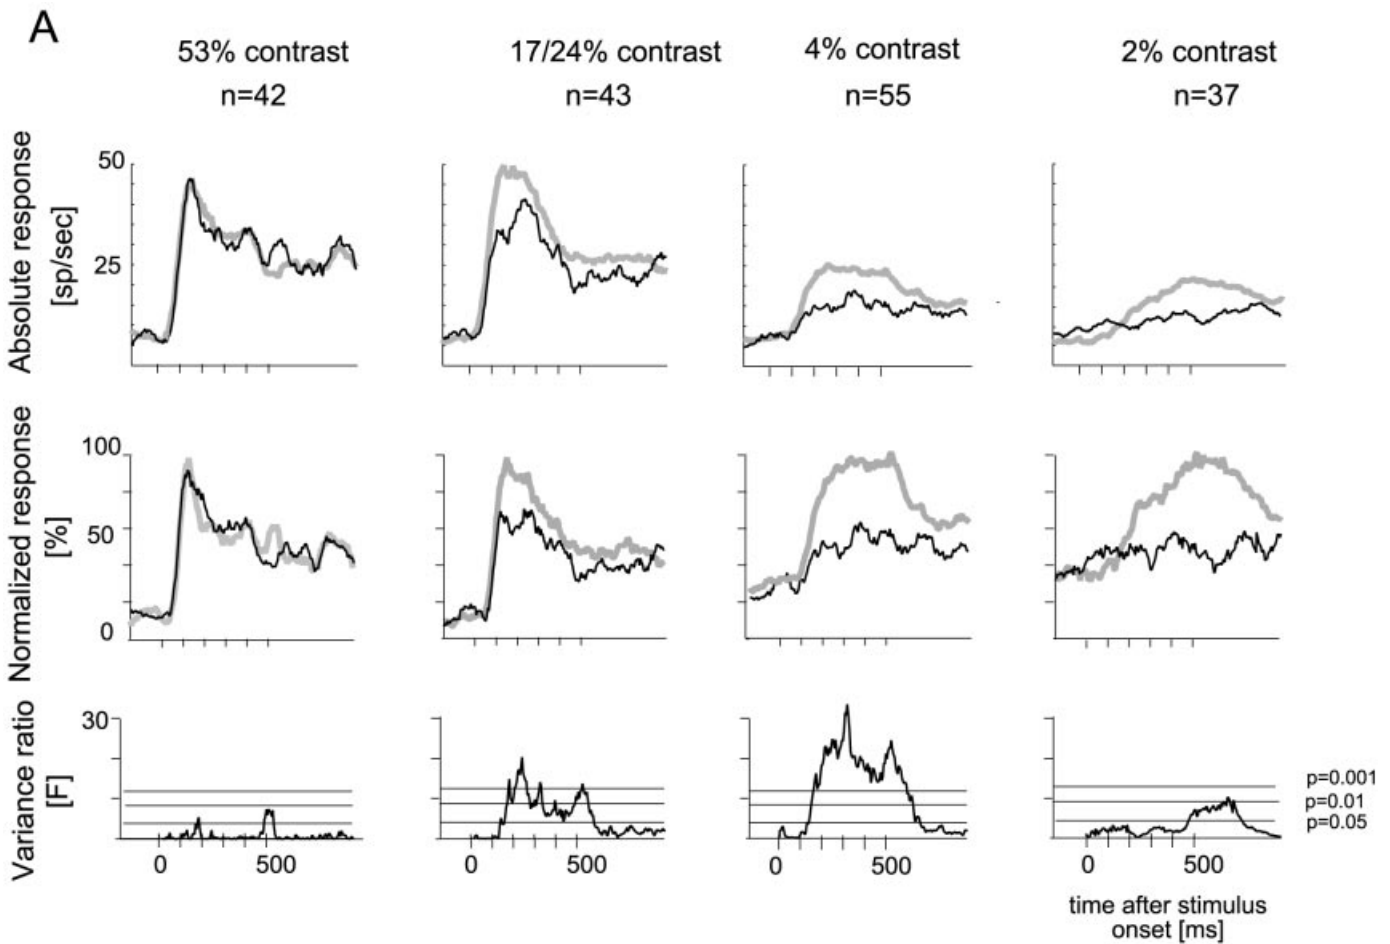 A
53% contrast
n=42
17/24% contrast
n=43
4% contrast
n=55
2% contrast
n=37
Absolute response
[sp/sec]
50
25
Normalized response
[%]
100
50
0
Variance ratio
[F]
30
p=0.001
p=0.01
p=0.05
0 500
0 500
0 500
0 500
time after stimulus
onset [ms]